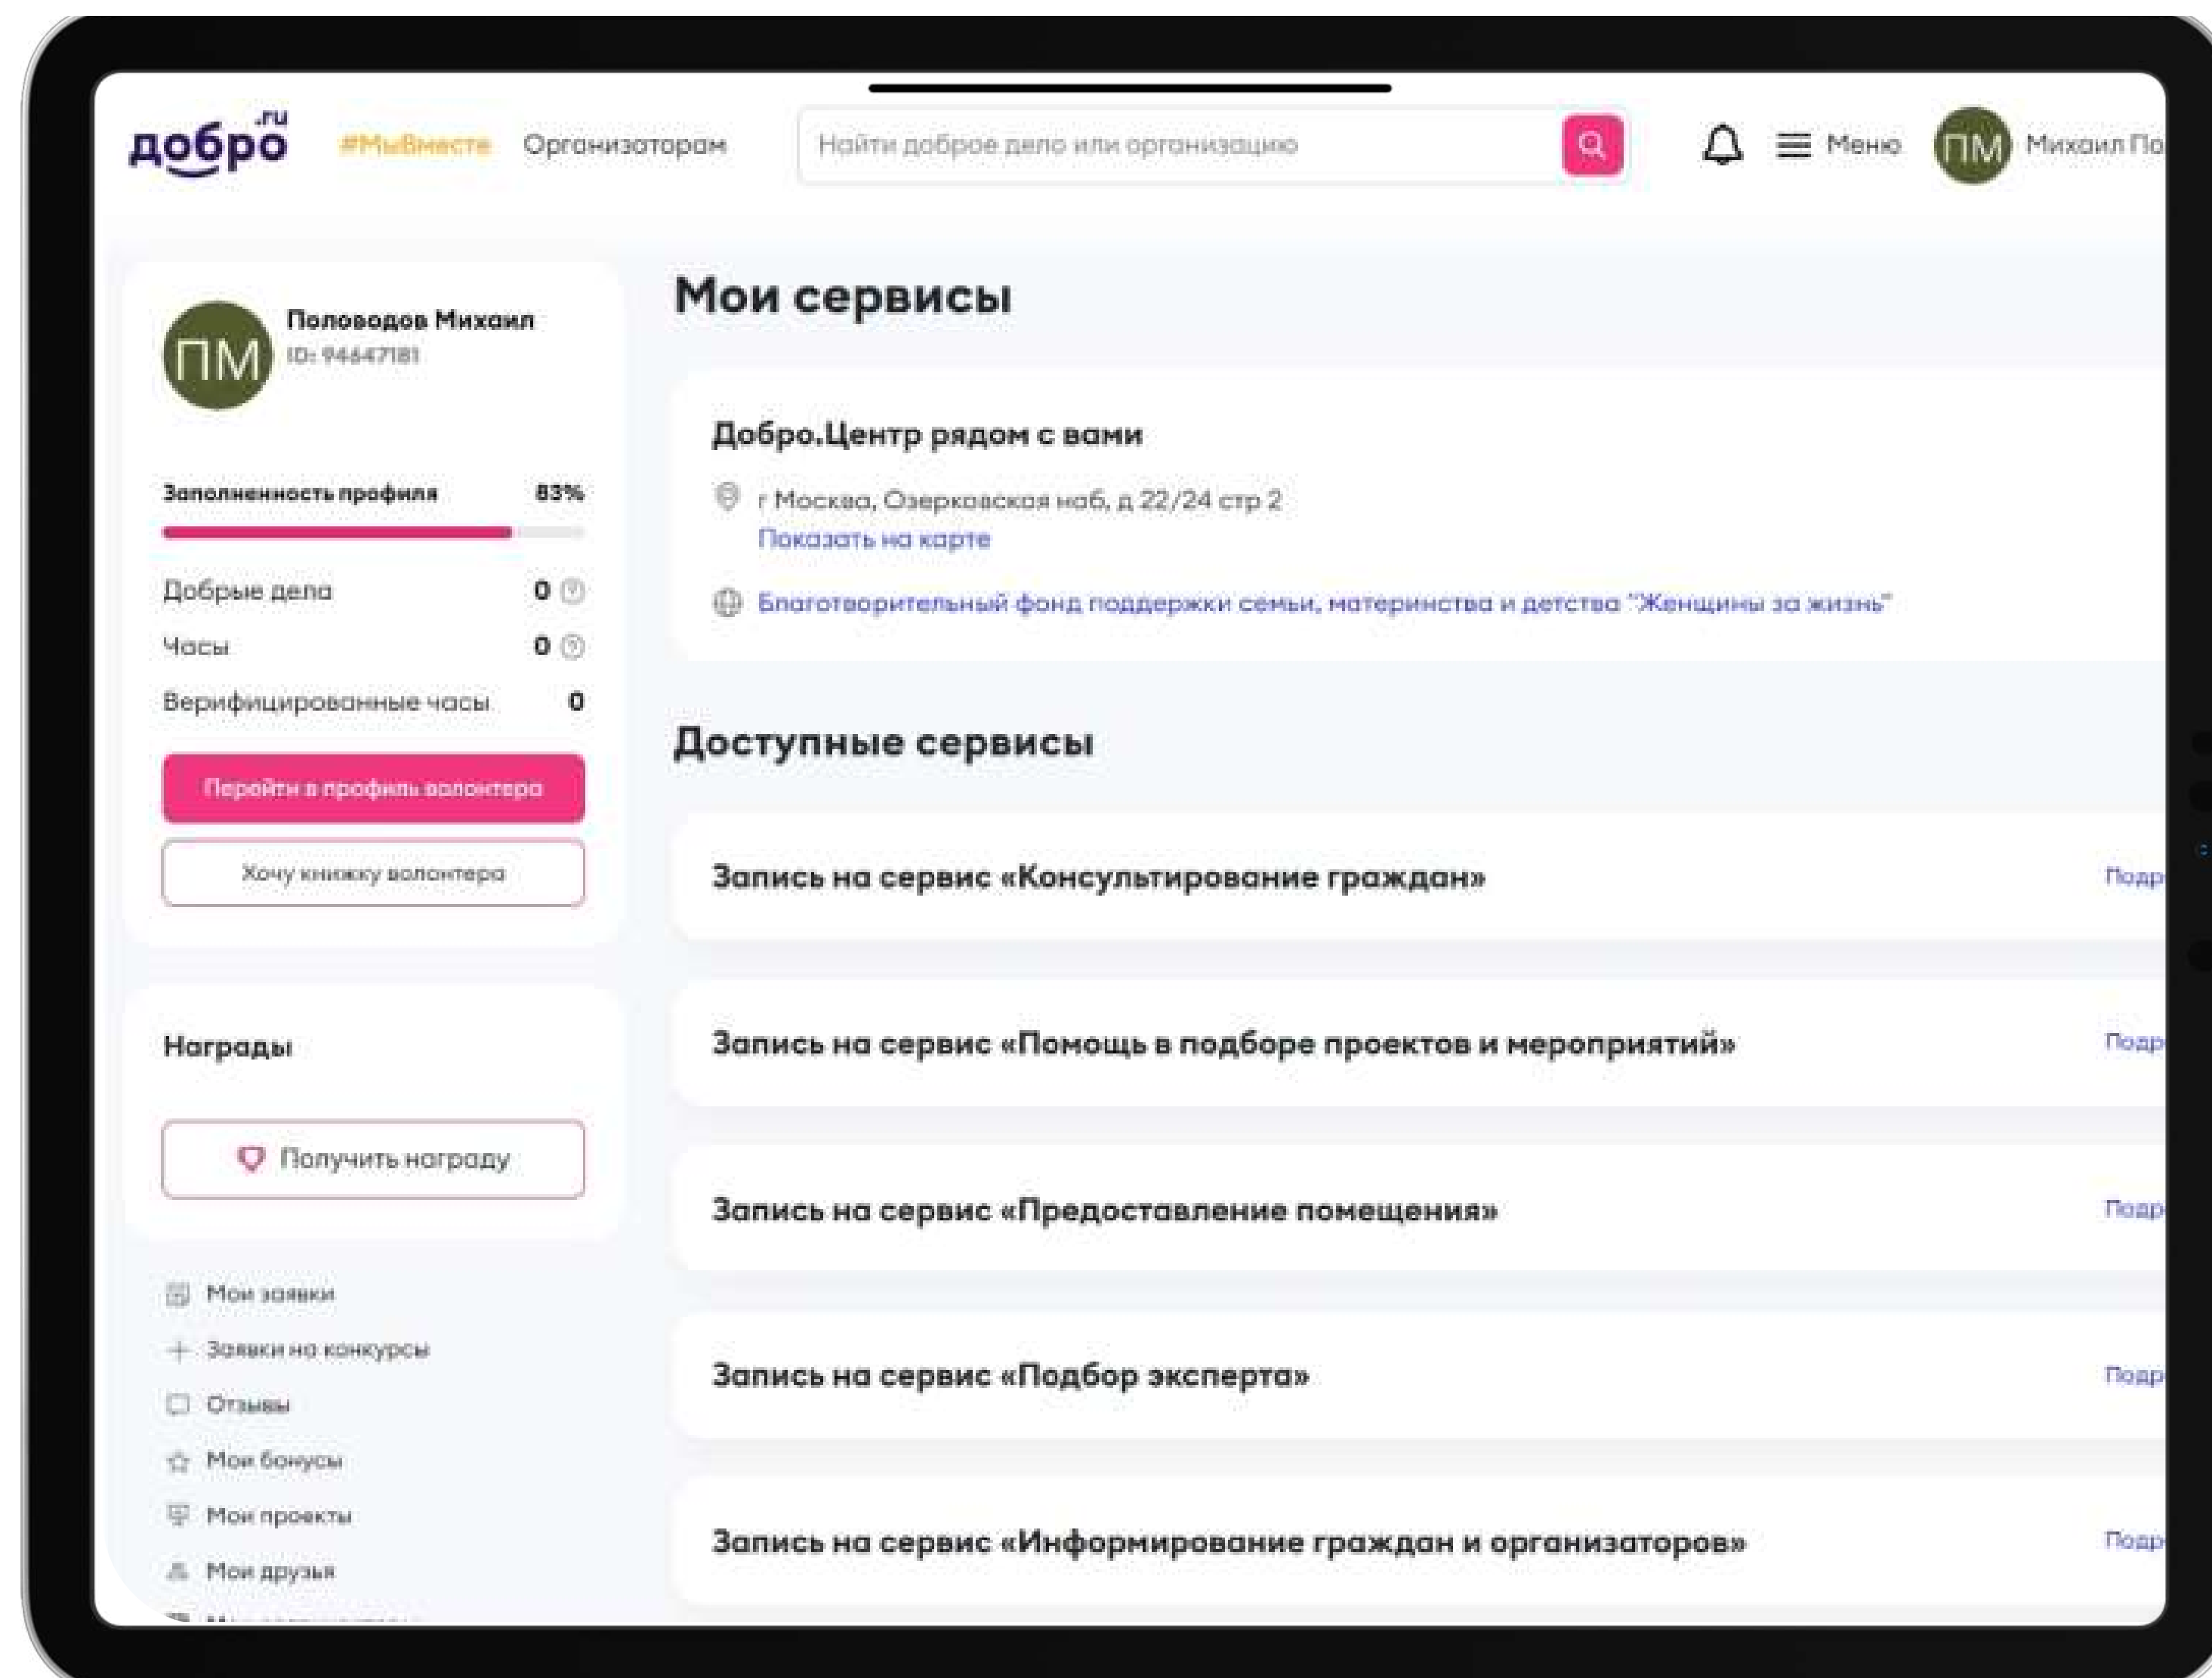 добро.ru
#МыВместе
Организаторам
Найти доброе дело или организацию
Меню
ПМ
Михаил По
ПМ
Половодов Михаил
ID: 94647181
Заполненность профиля 83%
Добрые дела 0
Часы 0
Верифицированные часы 0
Перейти в профиль волонтера
Хочу книжку волонтера
Награды
Получить награду
Мои заявки
Заявки на конкурсы
Отзывы
Мои бонусы
Мои проекты
Мои друзья
Мои сервисы
Добро.Центр рядом с вами
г Москва, Озерковская наб, д 22/24 стр 2
Показать на карте
Благотворительный фонд поддержки семьи, материнства и детства "Женщины за жизнь"
Доступные сервисы
Запись на сервис «Консультирование граждан» Подр
Запись на сервис «Помощь в подборе проектов и мероприятий» Подр
Запись на сервис «Предоставление помещения» Подр
Запись на сервис «Подбор эксперта» Подр
Запись на сервис «Информирование граждан и организаторов» Подр